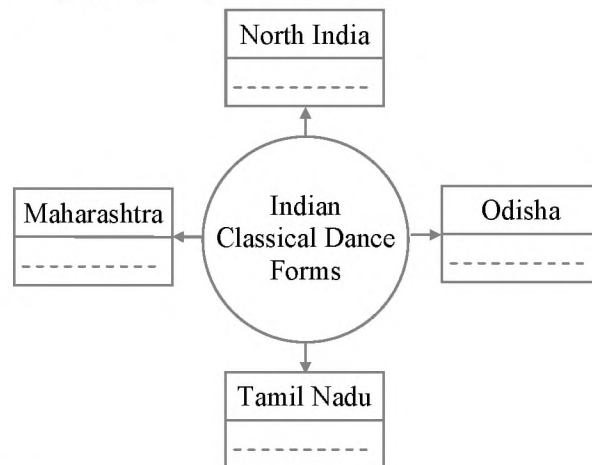 North India
Maharashtra
Indian
Classical Dance
Forms
Odisha
Tamil Nadu